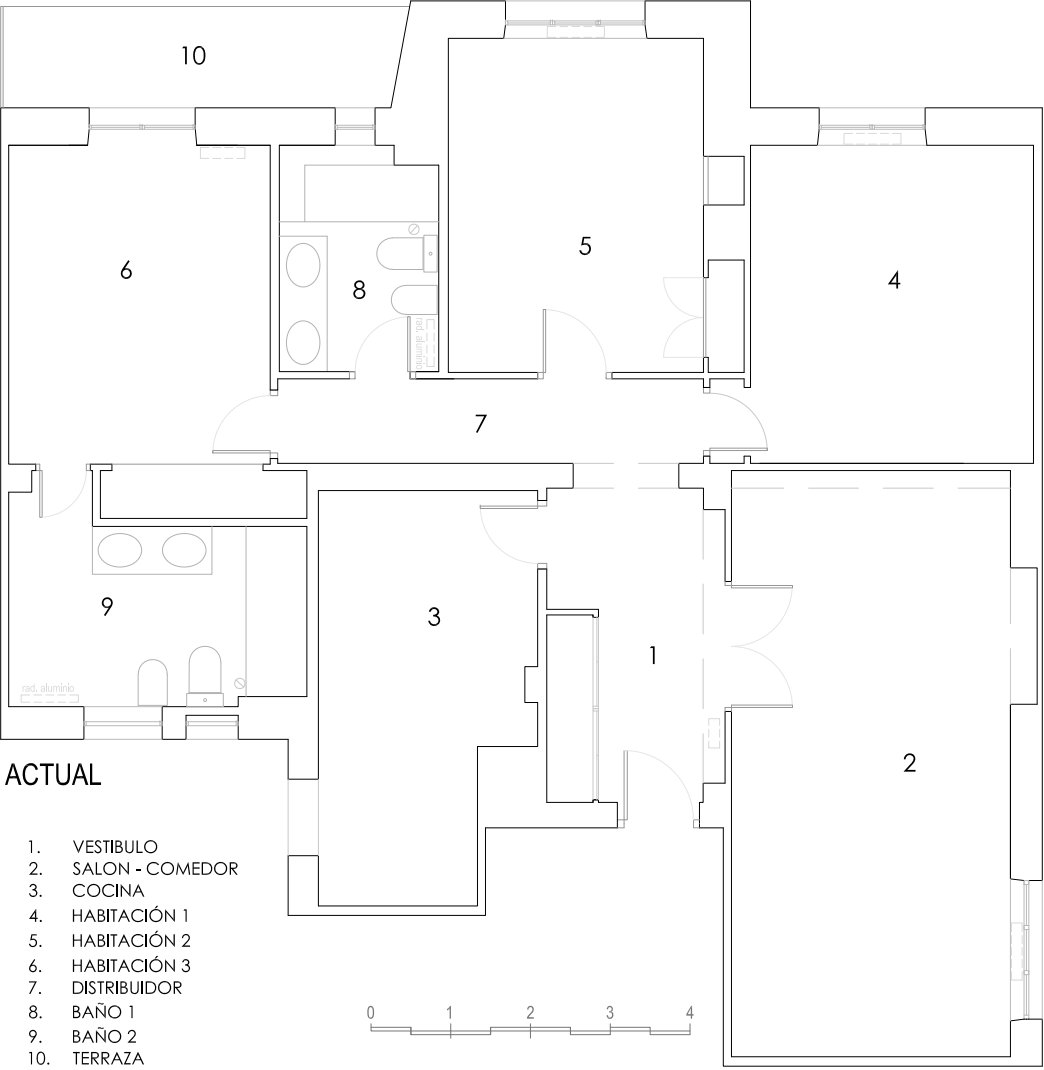 10
5
6
4
8
rad. aluminio
7
9
3
1
rad. aluminio
2
ACTUAL
1. VESTIBULO
2. SALON - COMEDOR
3. COCINA
4. HABITACIÓN 1
5. HABITACIÓN 2
6. HABITACIÓN 3
7. DISTRIBUIDOR
8. BAÑO 1
9. BAÑO 2
10. TERRAZA
0 1 2 3 4